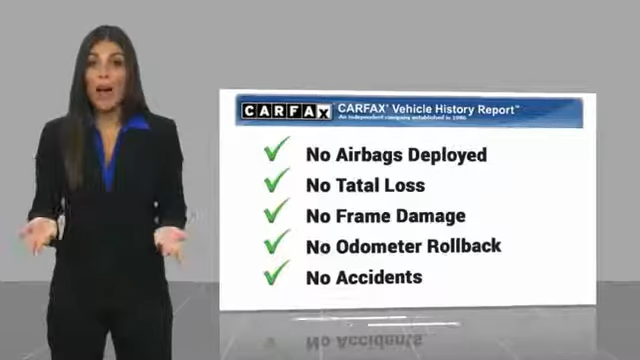 CARFAX CARFAX Vehicle History Report™
An independent company established in 1986
No Airbags Deployed
No Tatal Loss
No Frame Damage
No Odometer Rollback
No Accidents